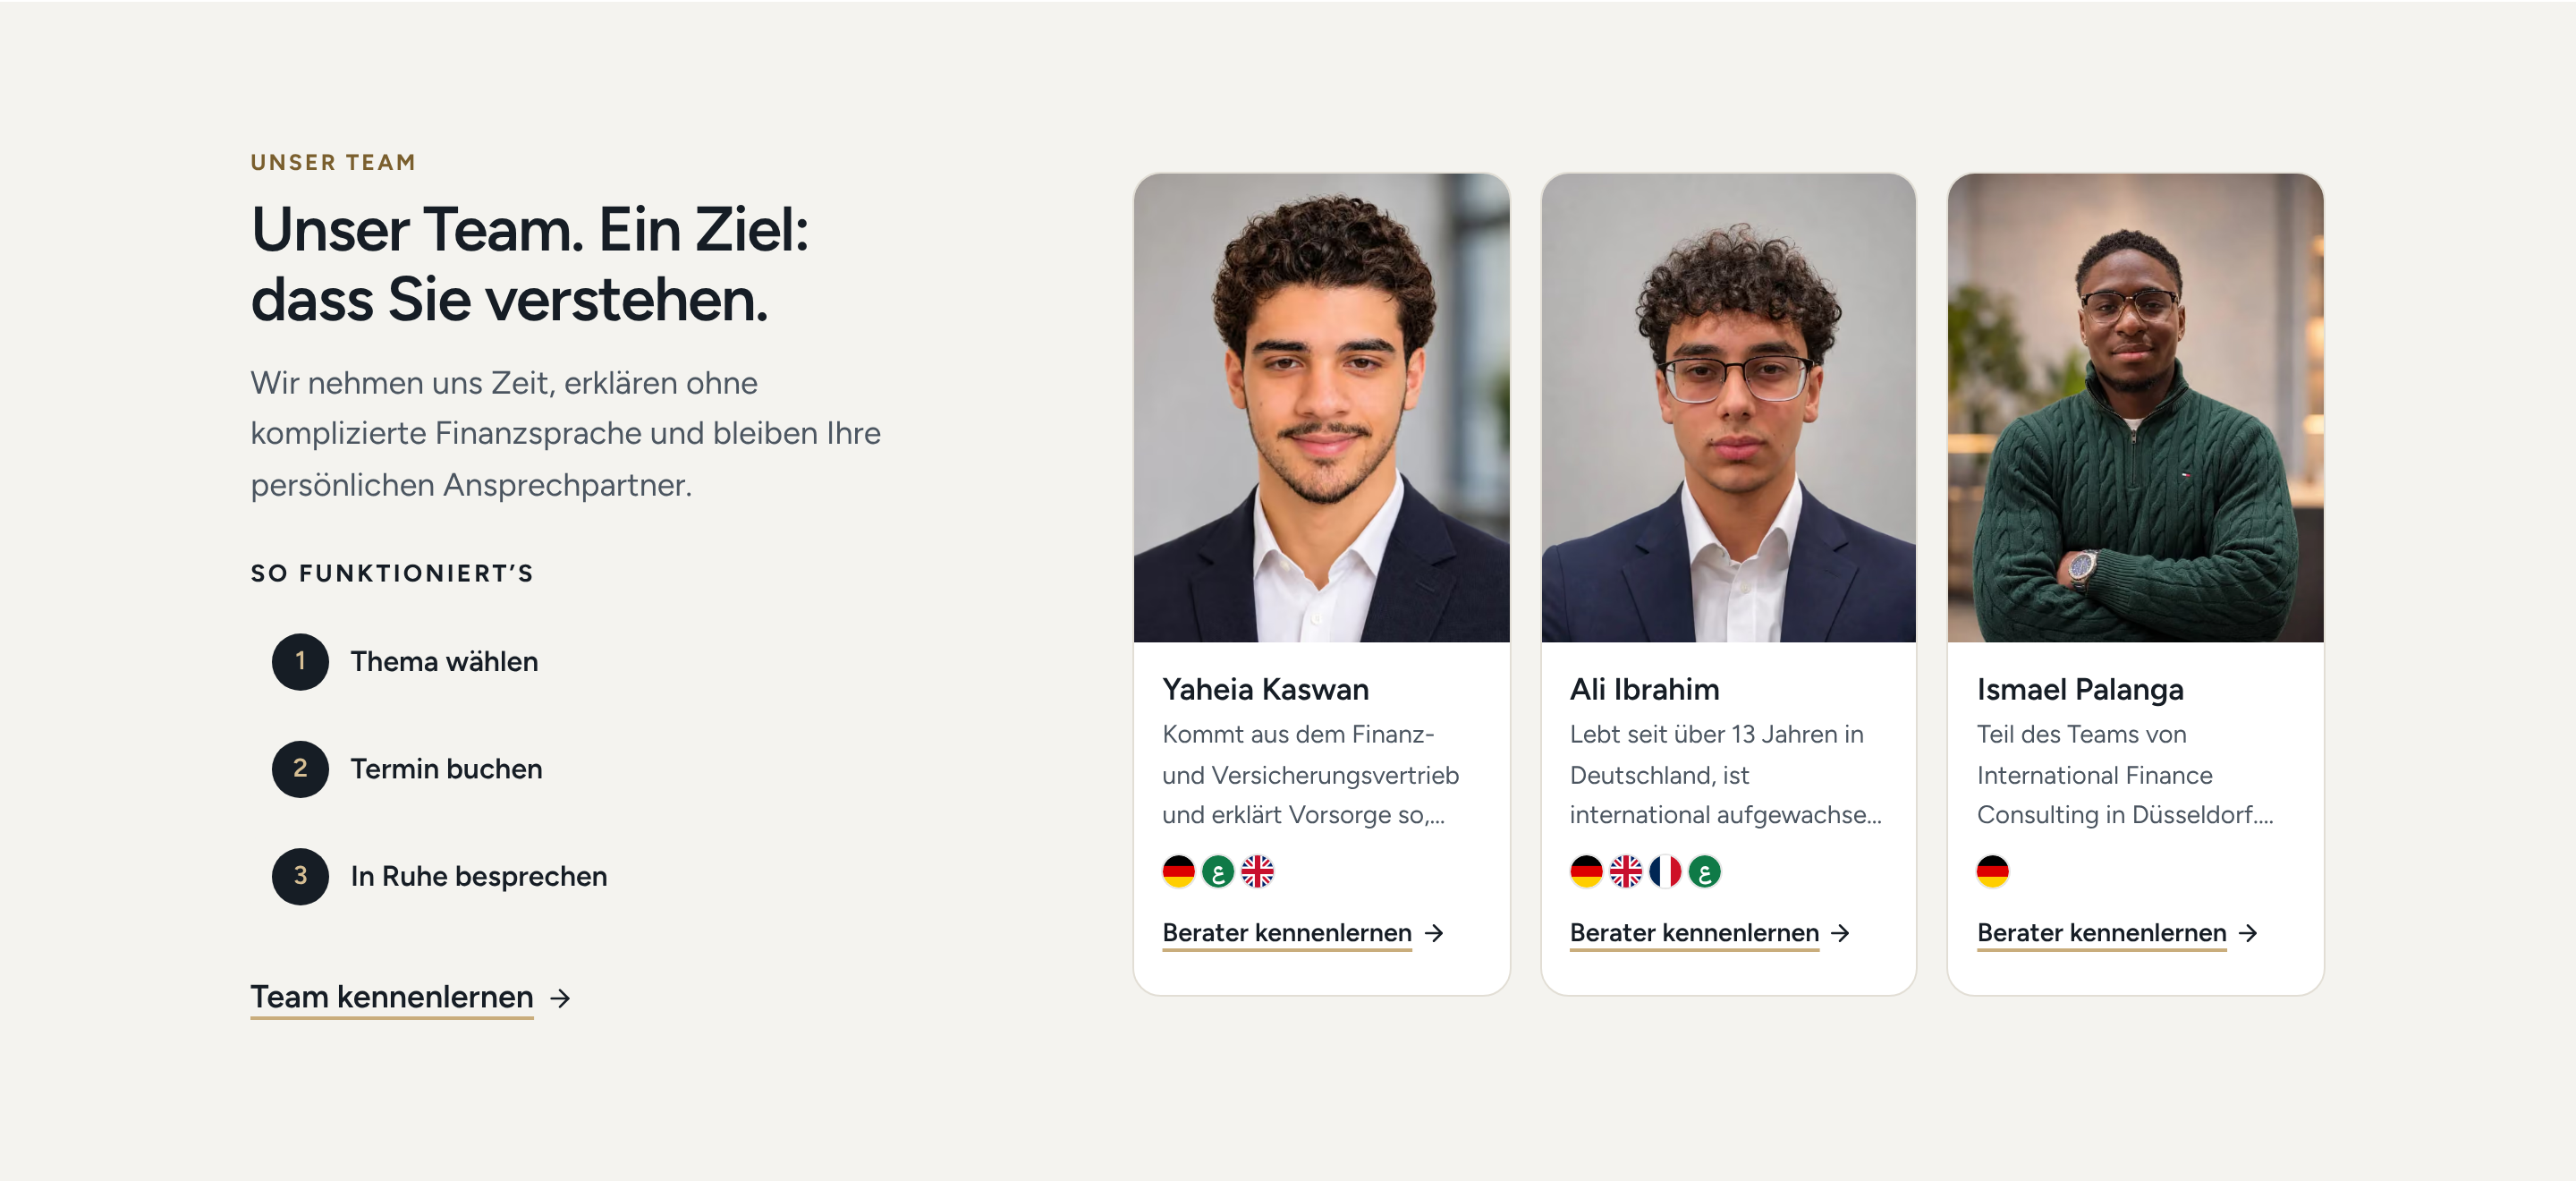 UNSER TEAM
Unser Team. Ein Ziel:
dass Sie verstehen.
Wir nehmen uns Zeit, erklären ohne
komplizierte Finanzsprache und bleiben Ihre
persönlichen Ansprechpartner.
SO FUNKTIONIERT’S
1 Thema wählen
2 Termin buchen
3 In Ruhe besprechen
Team kennenlernen →
Yaheia Kaswan
Kommt aus dem Finanz-
und Versicherungsvertrieb
und erklärt Vorsorge so,...
ع
Berater kennenlernen →
Ali Ibrahim
Lebt seit über 13 Jahren in
Deutschland, ist
international aufgewachse...
ع
Berater kennenlernen →
Ismael Palanga
Teil des Teams von
International Finance
Consulting in Düsseldorf....
Berater kennenlernen →